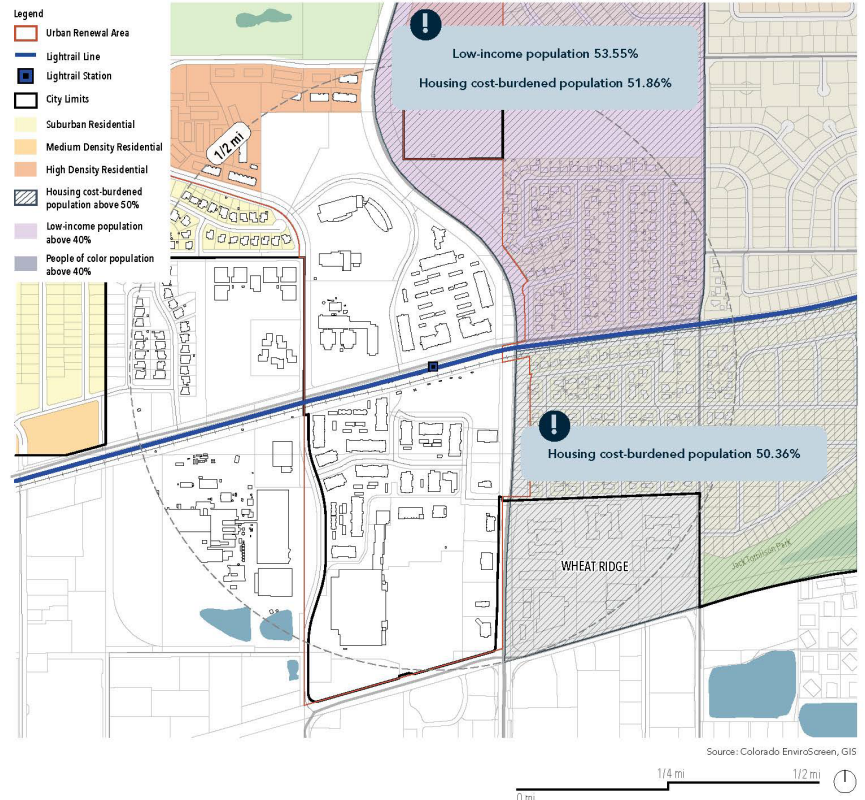 Legend
Urban Renewal Area
Lightrail Line
Lightrail Station
City Limits
Suburban Residential
Medium Density Residential
High Density Residential
Housing cost-burdened
population above 50%
Low-income population
above 40%
People of color population
above 40%
!
Low-income population 53.55%
Housing cost-burdened population 51.86%
1/2 mi
!
Housing cost-burdened population 50.36%
WHEAT RIDGE
Jack Tomlinson Park
Source: Colorado EnviroScreen, GIS
0 mi
1/4 mi
1/2 mi